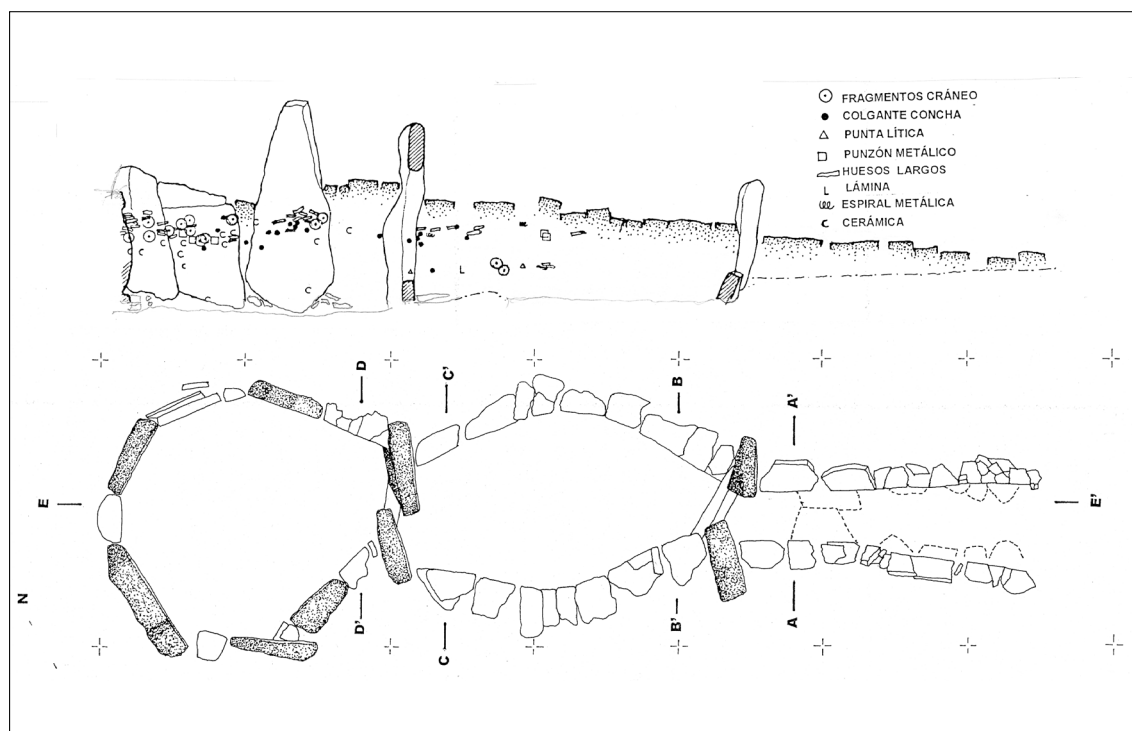 FRAGMENTOS CRÁNEO
COLGANTE CONCHA
PUNTA LÍTICA
PUNZÓN METÁLICO
HUESOS LARGOS
L LÁMINA
ESPIRAL METÁLICA
C CERÁMICA
D
C'
B
A'
E
E'
N
D'
C
B'
A